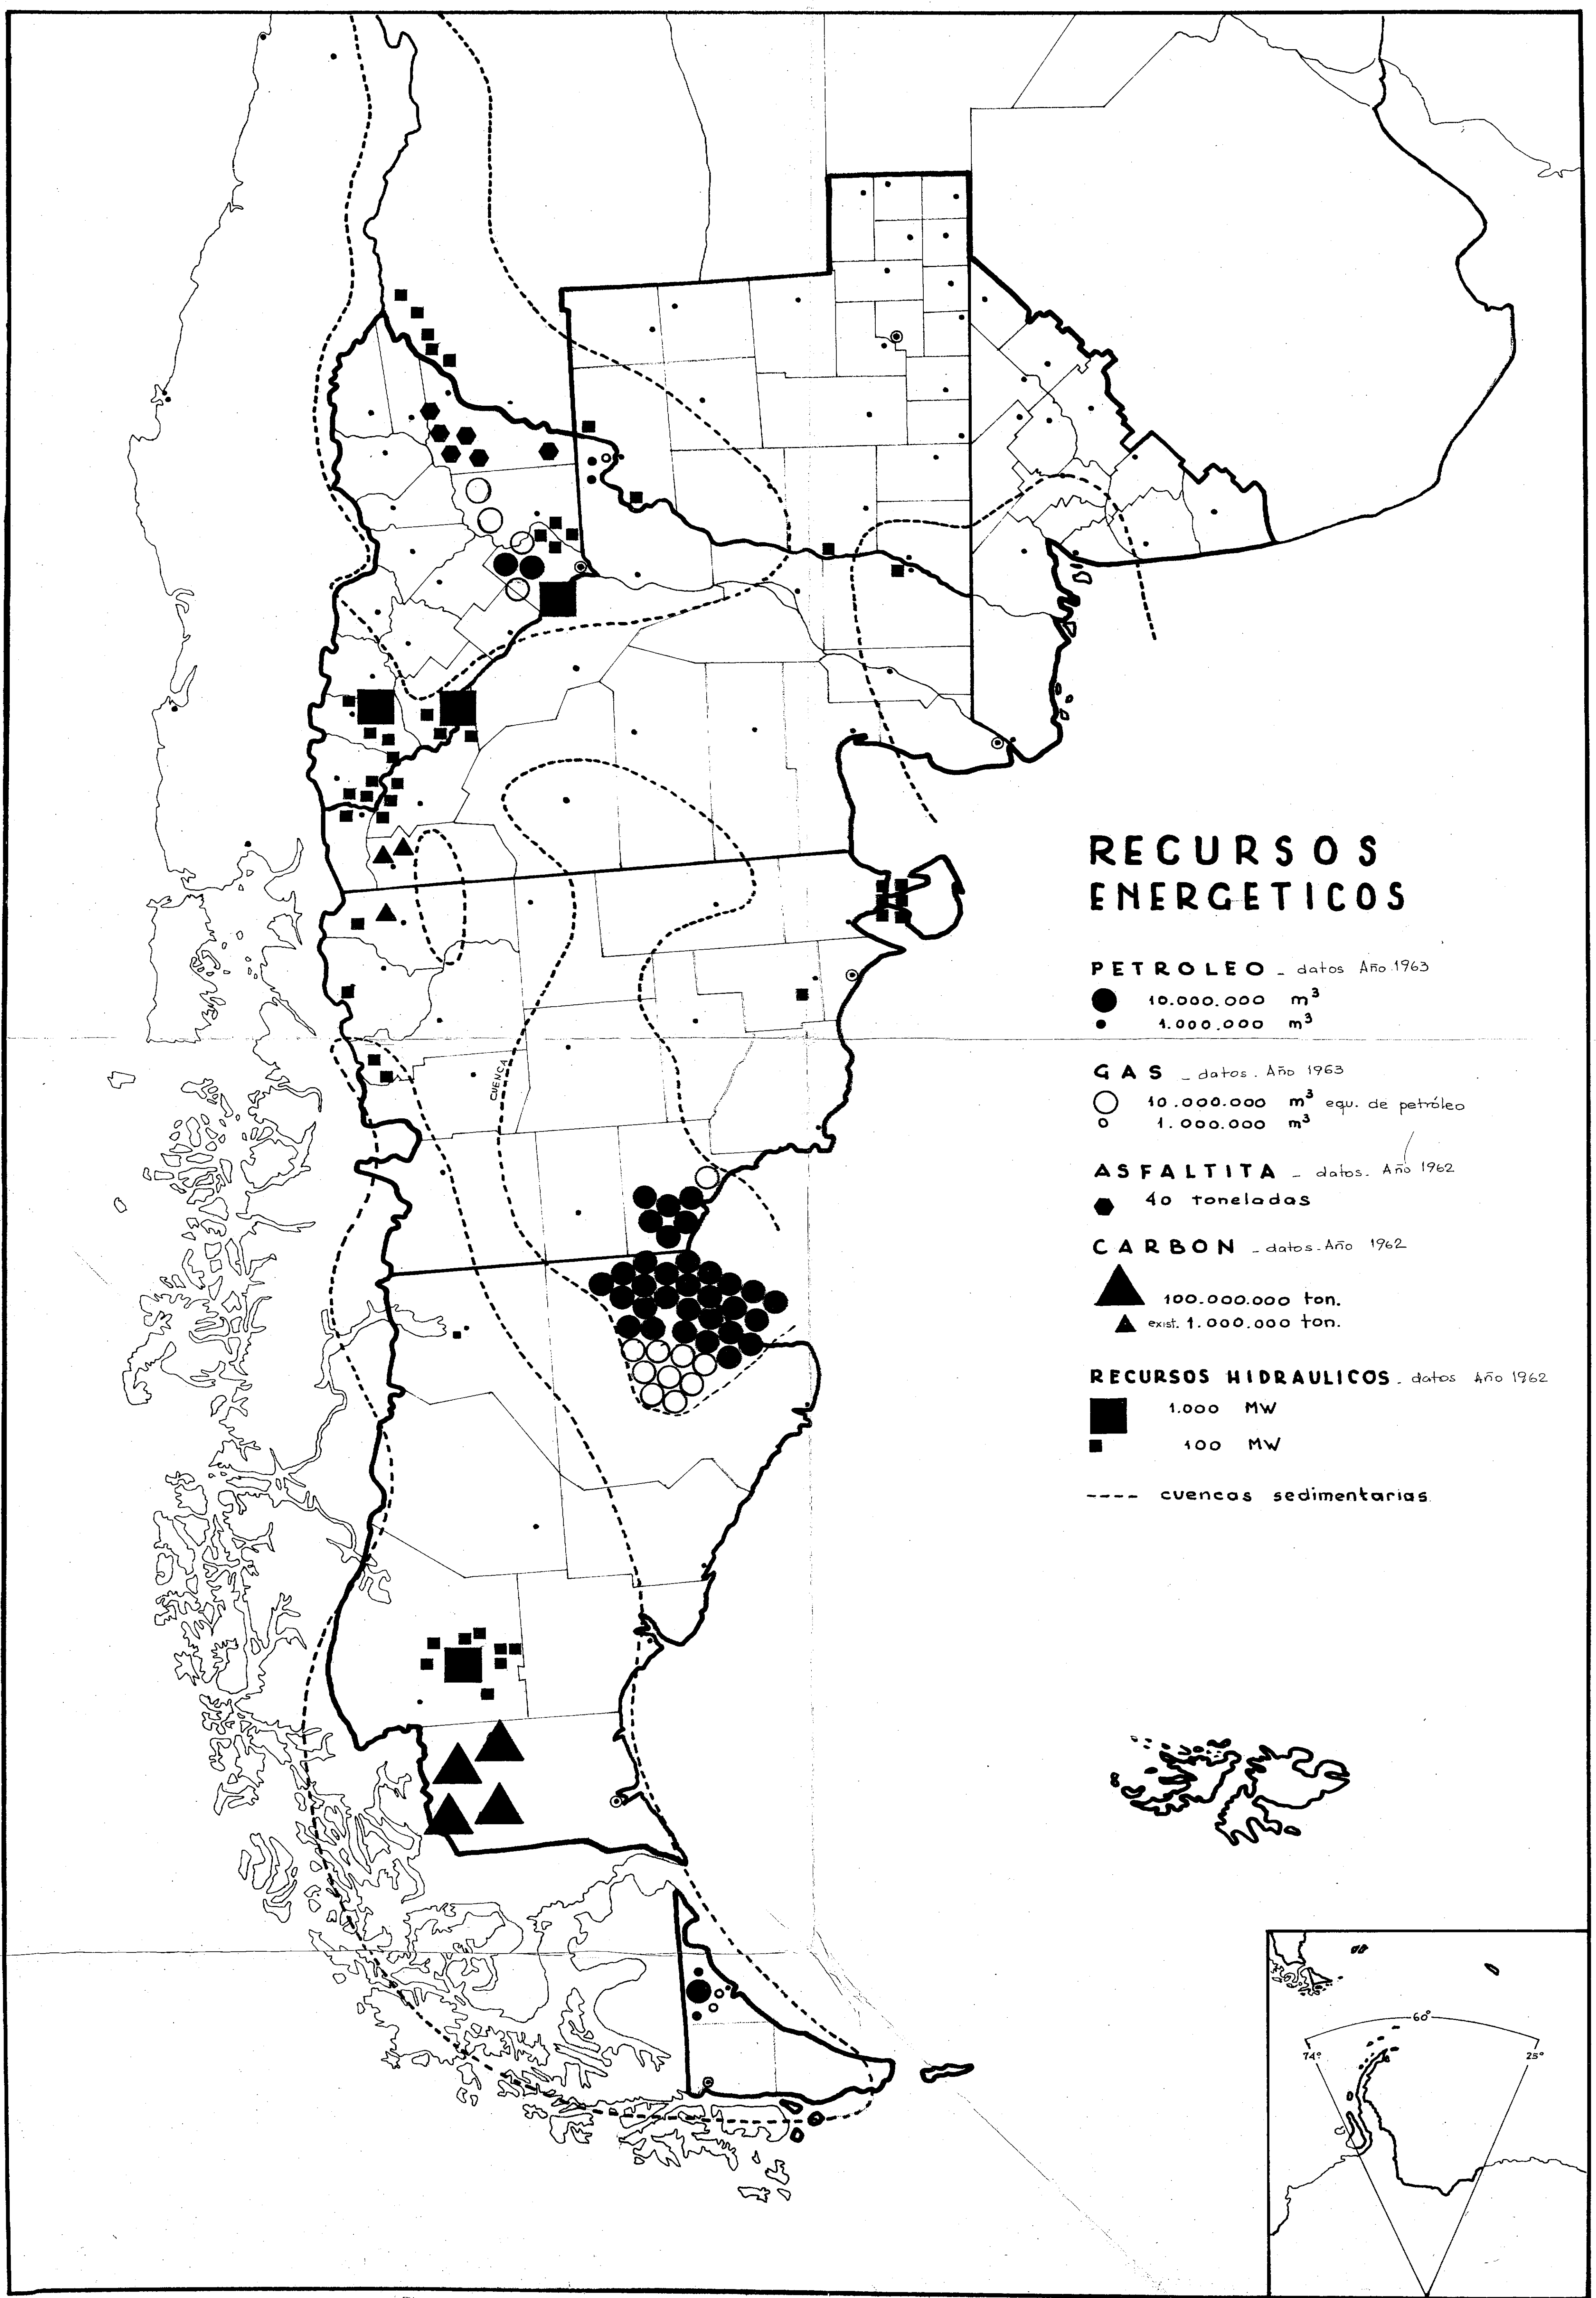 RECURSOS
ENERGETICOS
PETROLEO - datos Año 1963
10.000.000 m³
1.000.000 m³
GAS - datos. Año 1963
10.000.000 m³ equ. de petróleo
1.000.000 m³
ASFALTITA - datos. Año 1962
40 toneladas
CARBON - datos. Año 1962
100.000.000 ton.
exist. 1.000.000 ton.
RECURSOS HIDRAULICOS - datos Año 1962
1.000 MW
100 MW
---- cuencas sedimentarias
CUENCA
60°
74°
25°